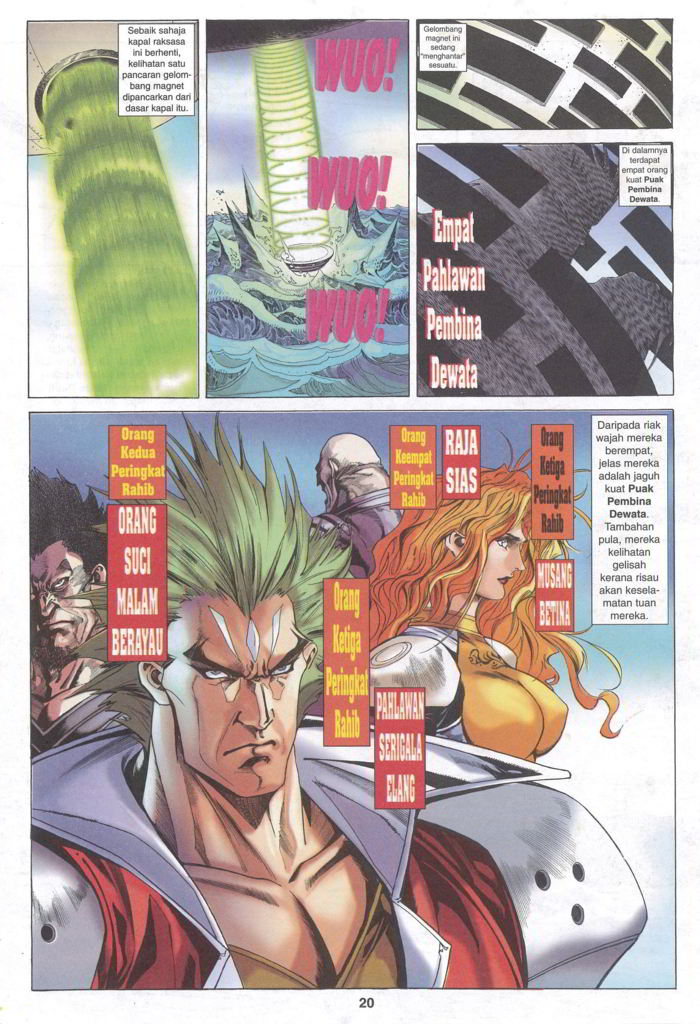 Sebaik sahaja
kapal raksasa
ini berhenti,
kelihatan satu
pancaran gelom-
bang magnet
dipancarkan dari
dasar kapal itu.
WUO!
WUO!
WUO!
Gelombang
magnet ini
sedang
"menghantar"
sesuatu.
Di dalamnya
terdapat
empat orang
kuat Puak
Pembina
Dewata.
Empat
Pahlawan
Pembina
Dewata
Orang
Kedua
Peringkat
Rahib
ORANG
SUCI
MALAM
BERAYAU
Orang
Keempat
Peringkat
Rahib
RAJA
SIAS
Orang
Ketiga
Peringkat
Rahib
MUSANG
BETINA
Orang
Ketiga
Peringkat
Rahib
PAHLAWAN
SERIGALA
ELANG
Daripada riak
wajah mereka
berempat,
jelas mereka
adalah jaguh
kuat Puak
Pembina
Dewata.
Tambahan
pula, mereka
kelihatan
gelisah
kerana risau
akan kesela-
matan tuan
mereka.
20